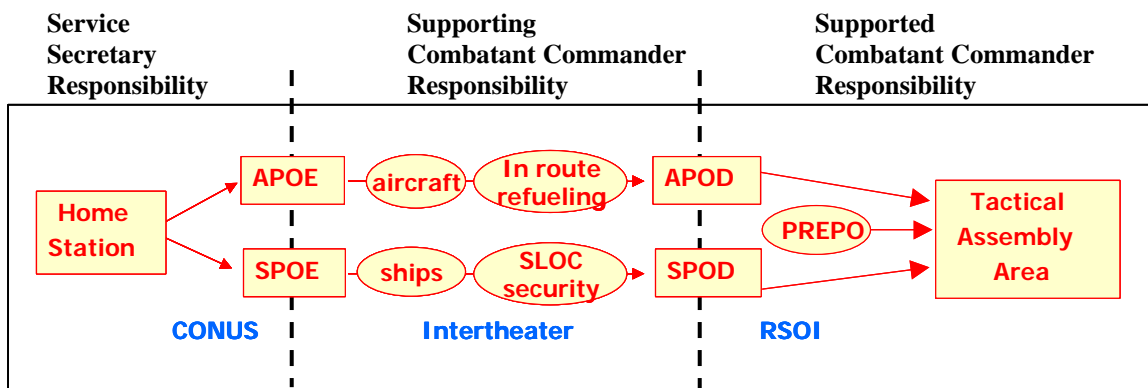 Service
Secretary
Responsibility
Supporting
Combatant Commander
Responsibility
Supported
Combatant Commander
Responsibility
Home
Station
APOE
aircraft
In route
refueling
APOD
SPOE
ships
SLOC
security
SPOD
PREPO
Tactical
Assembly
Area
CONUS
Intertheater
RSOI